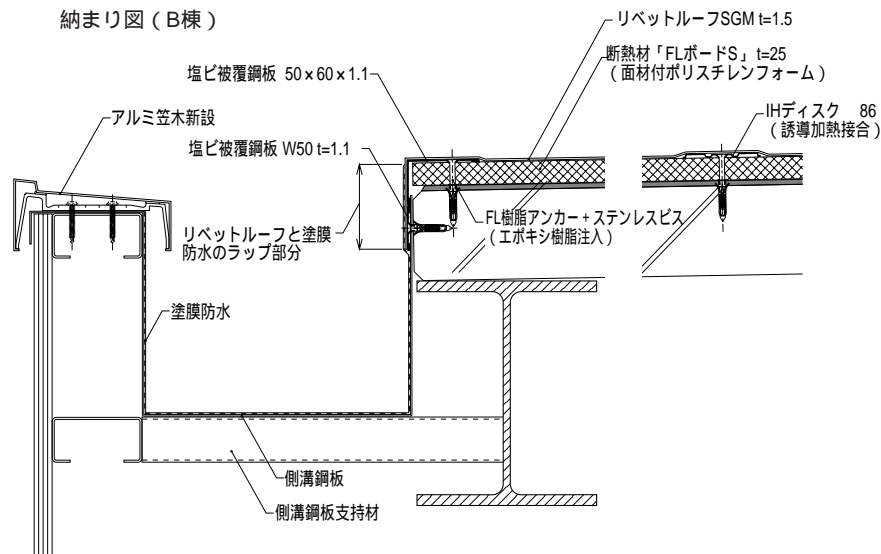 納まり図（B棟）
リベットルーフSGM t=1.5
断熱材「FLボードS」 t=25
（面材付ポリスチレンフォーム）
塩ビ被覆鋼板 50×60×1.1
IHディスク 86
（誘導加熱接合）
アルミ笠木新設
塩ビ被覆鋼板 W50 t=1.1
リベットルーフと塗膜
防水のラップ部分
FL樹脂アンカー+ステンレスビス
（エポキシ樹脂注入）
塗膜防水
側溝鋼板
側溝鋼板支持材